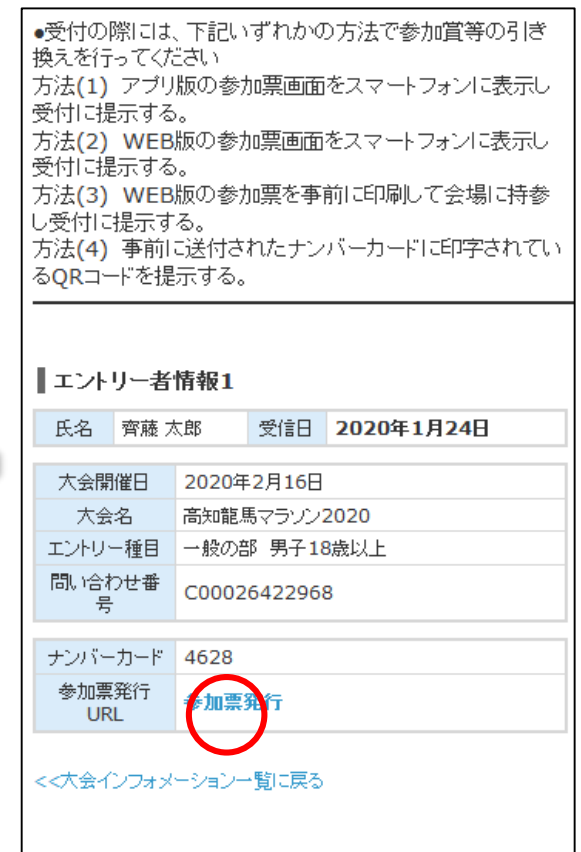 ●受付の際には、下記いずれかの方法で参加賞等の引き
換えを行ってください
方法(1) アプリ版の参加票画面をスマートフォンに表示し
受付に提示する。
方法(2) WEB版の参加票画面をスマートフォンに表示し
受付に提示する。
方法(3) WEB版の参加票を事前に印刷して会場に持参
し受付に提示する。
方法(4) 事前に送付されたナンバーカードに印字されてい
るQRコードを提示する。
エントリー者情報1
氏名 齊藤 太郎 受信日 2020年1月24日
大会開催日 2020年2月16日
大会名 高知龍馬マラソン2020
エントリー種目 一般の部 男子18歳以上
問い合わせ番
号 C00026422968
ナンバーカード 4628
参加票発行
URL 参加票発行
<<大会インフォメーション一覧に戻る